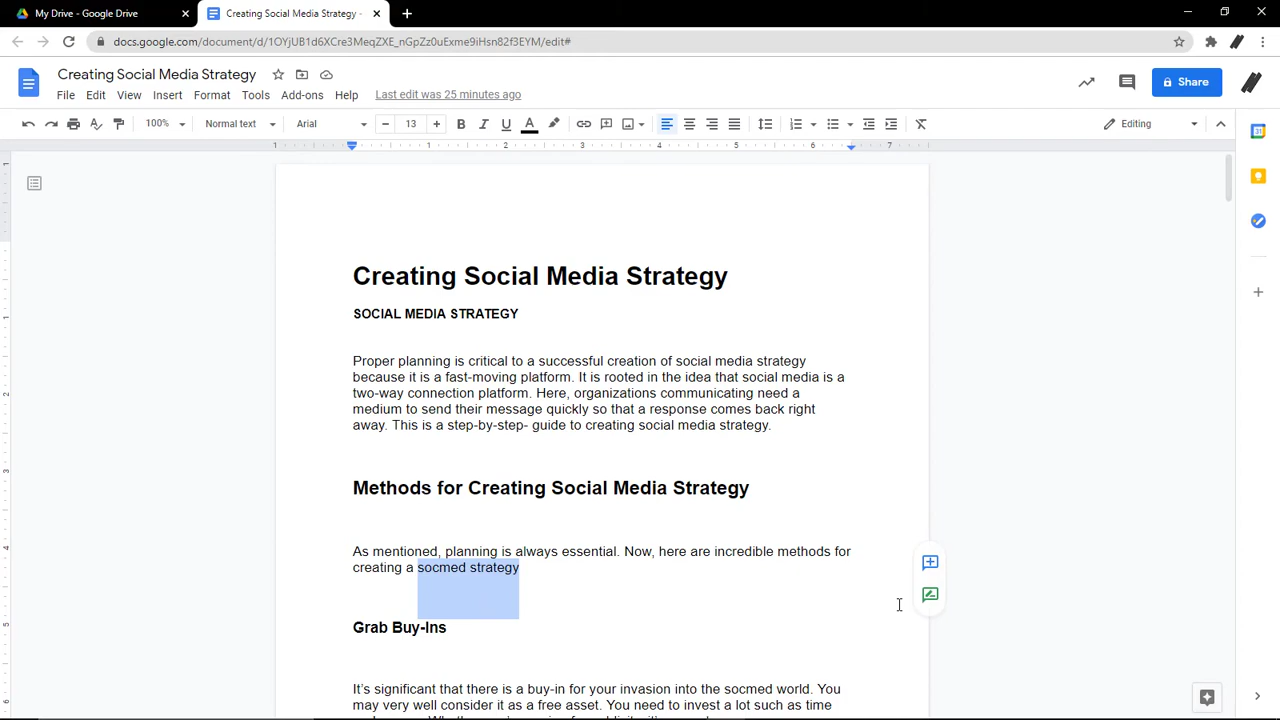 My Drive - Google Drive
Creating Social Media Strategy -
docs.google.com/document/d/1OYjUB1d6XCre3MeqZXE_nGpZz0uExme9iHsn82f3EYM/edit#
Creating Social Media Strategy
File Edit View Insert Format Tools Add-ons Help Last edit was 25 minutes ago
Share
100% Normal text Arial 13 B I U A Editing
1 1 2 3 4 5 6 7
Creating Social Media Strategy
SOCIAL MEDIA STRATEGY
Proper planning is critical to a successful creation of social media strategy
because it is a fast-moving platform. It is rooted in the idea that social media is a
two-way connection platform. Here, organizations communicating need a
medium to send their message quickly so that a response comes back right
away. This is a step-by-step- guide to creating social media strategy.
Methods for Creating Social Media Strategy
As mentioned, planning is always essential. Now, here are incredible methods for
creating a socmed strategy
Grab Buy-Ins
It's significant that there is a buy-in for your invasion into the socmed world. You
may very well consider it as a free asset. You need to invest a lot such as time